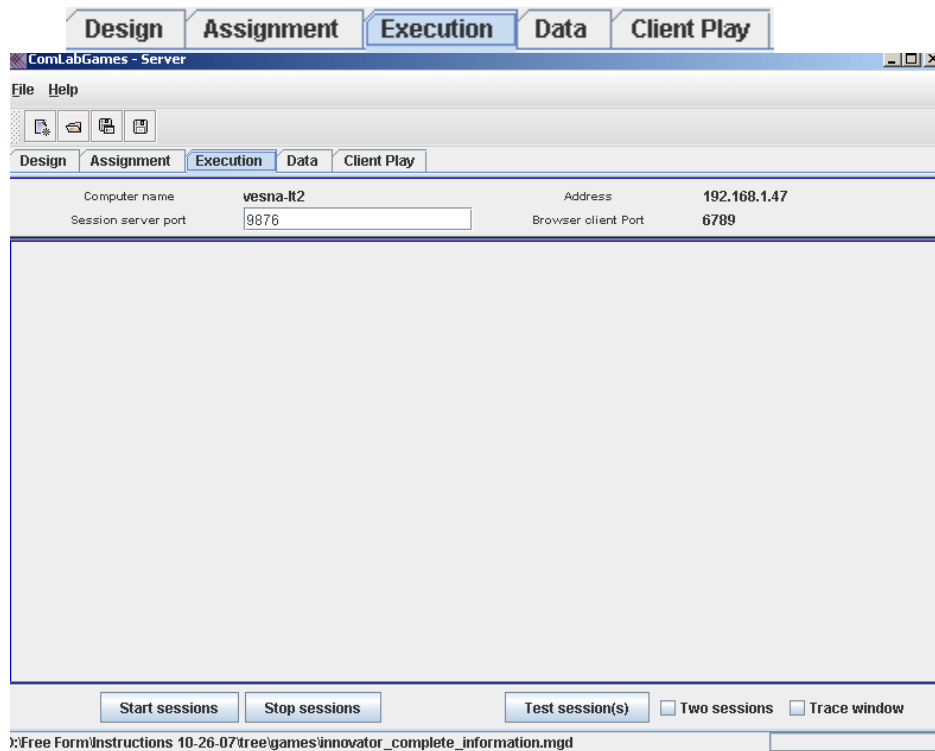 Design Assignment Execution Data Client Play
ComLabGames - Server
File Help
Design Assignment Execution Data Client Play
Computer name vesna-lt2 Address 192.168.1.47
Session server port 9876 Browser client Port 6789
Start sessions Stop sessions Test session(s) Two sessions Trace window
):\Free Form\Instructions 10-26-07\tree\games\innovator_complete_information.mgd